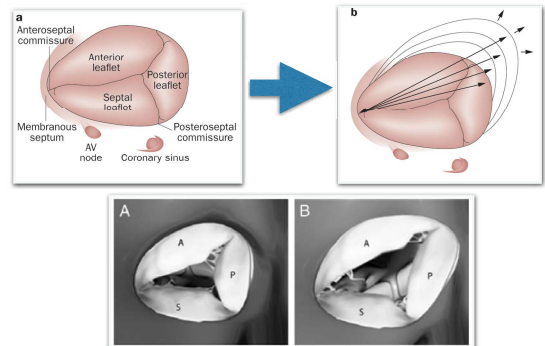 a
Anteroseptal
commissure
Anterior
leaflet
Posterior
leaflet
Septal
leaflet
Membranous
septum
AV
node
Coronary sinus
Posteroseptal
commissure
b
A
A
P
S
B
A
P
S